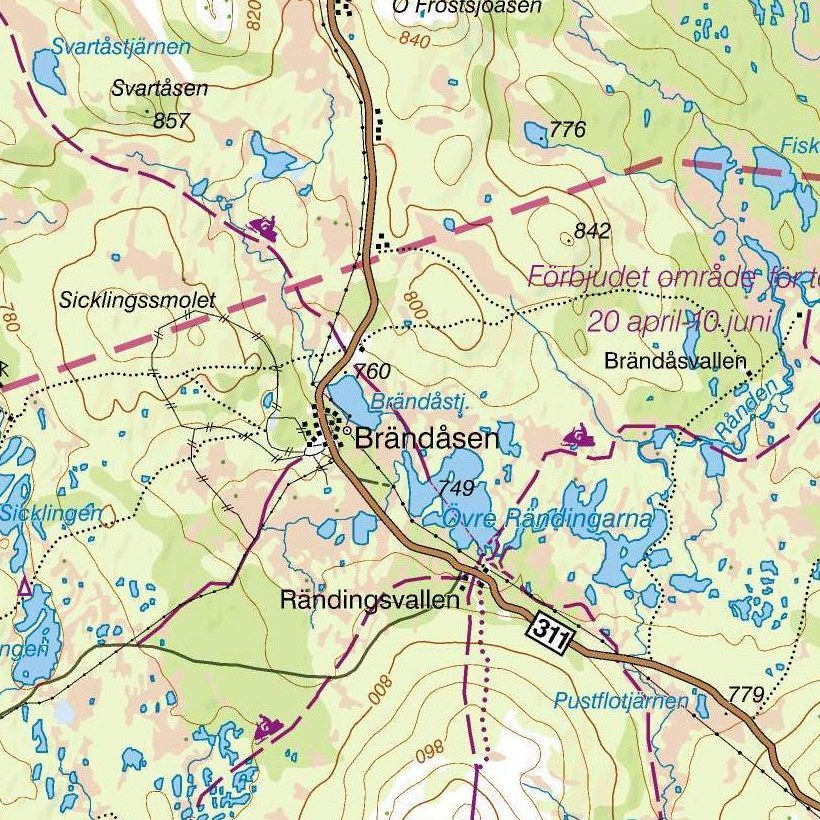 820
Ö Frostsjöåsen
840
Svartåstjärnen
Svartåsen
857
776
Fisk
842
Förbjudet område för
20 april-10 juni
Sicklingssmolet
780
800
Brändåsvallen
760
Brändåstj.
Rånden
Brändåsen
749
Sicklingen
Övre Rändingarna
Rändingsvallen
311
ngen
800
Pustflotjärnen
779
860